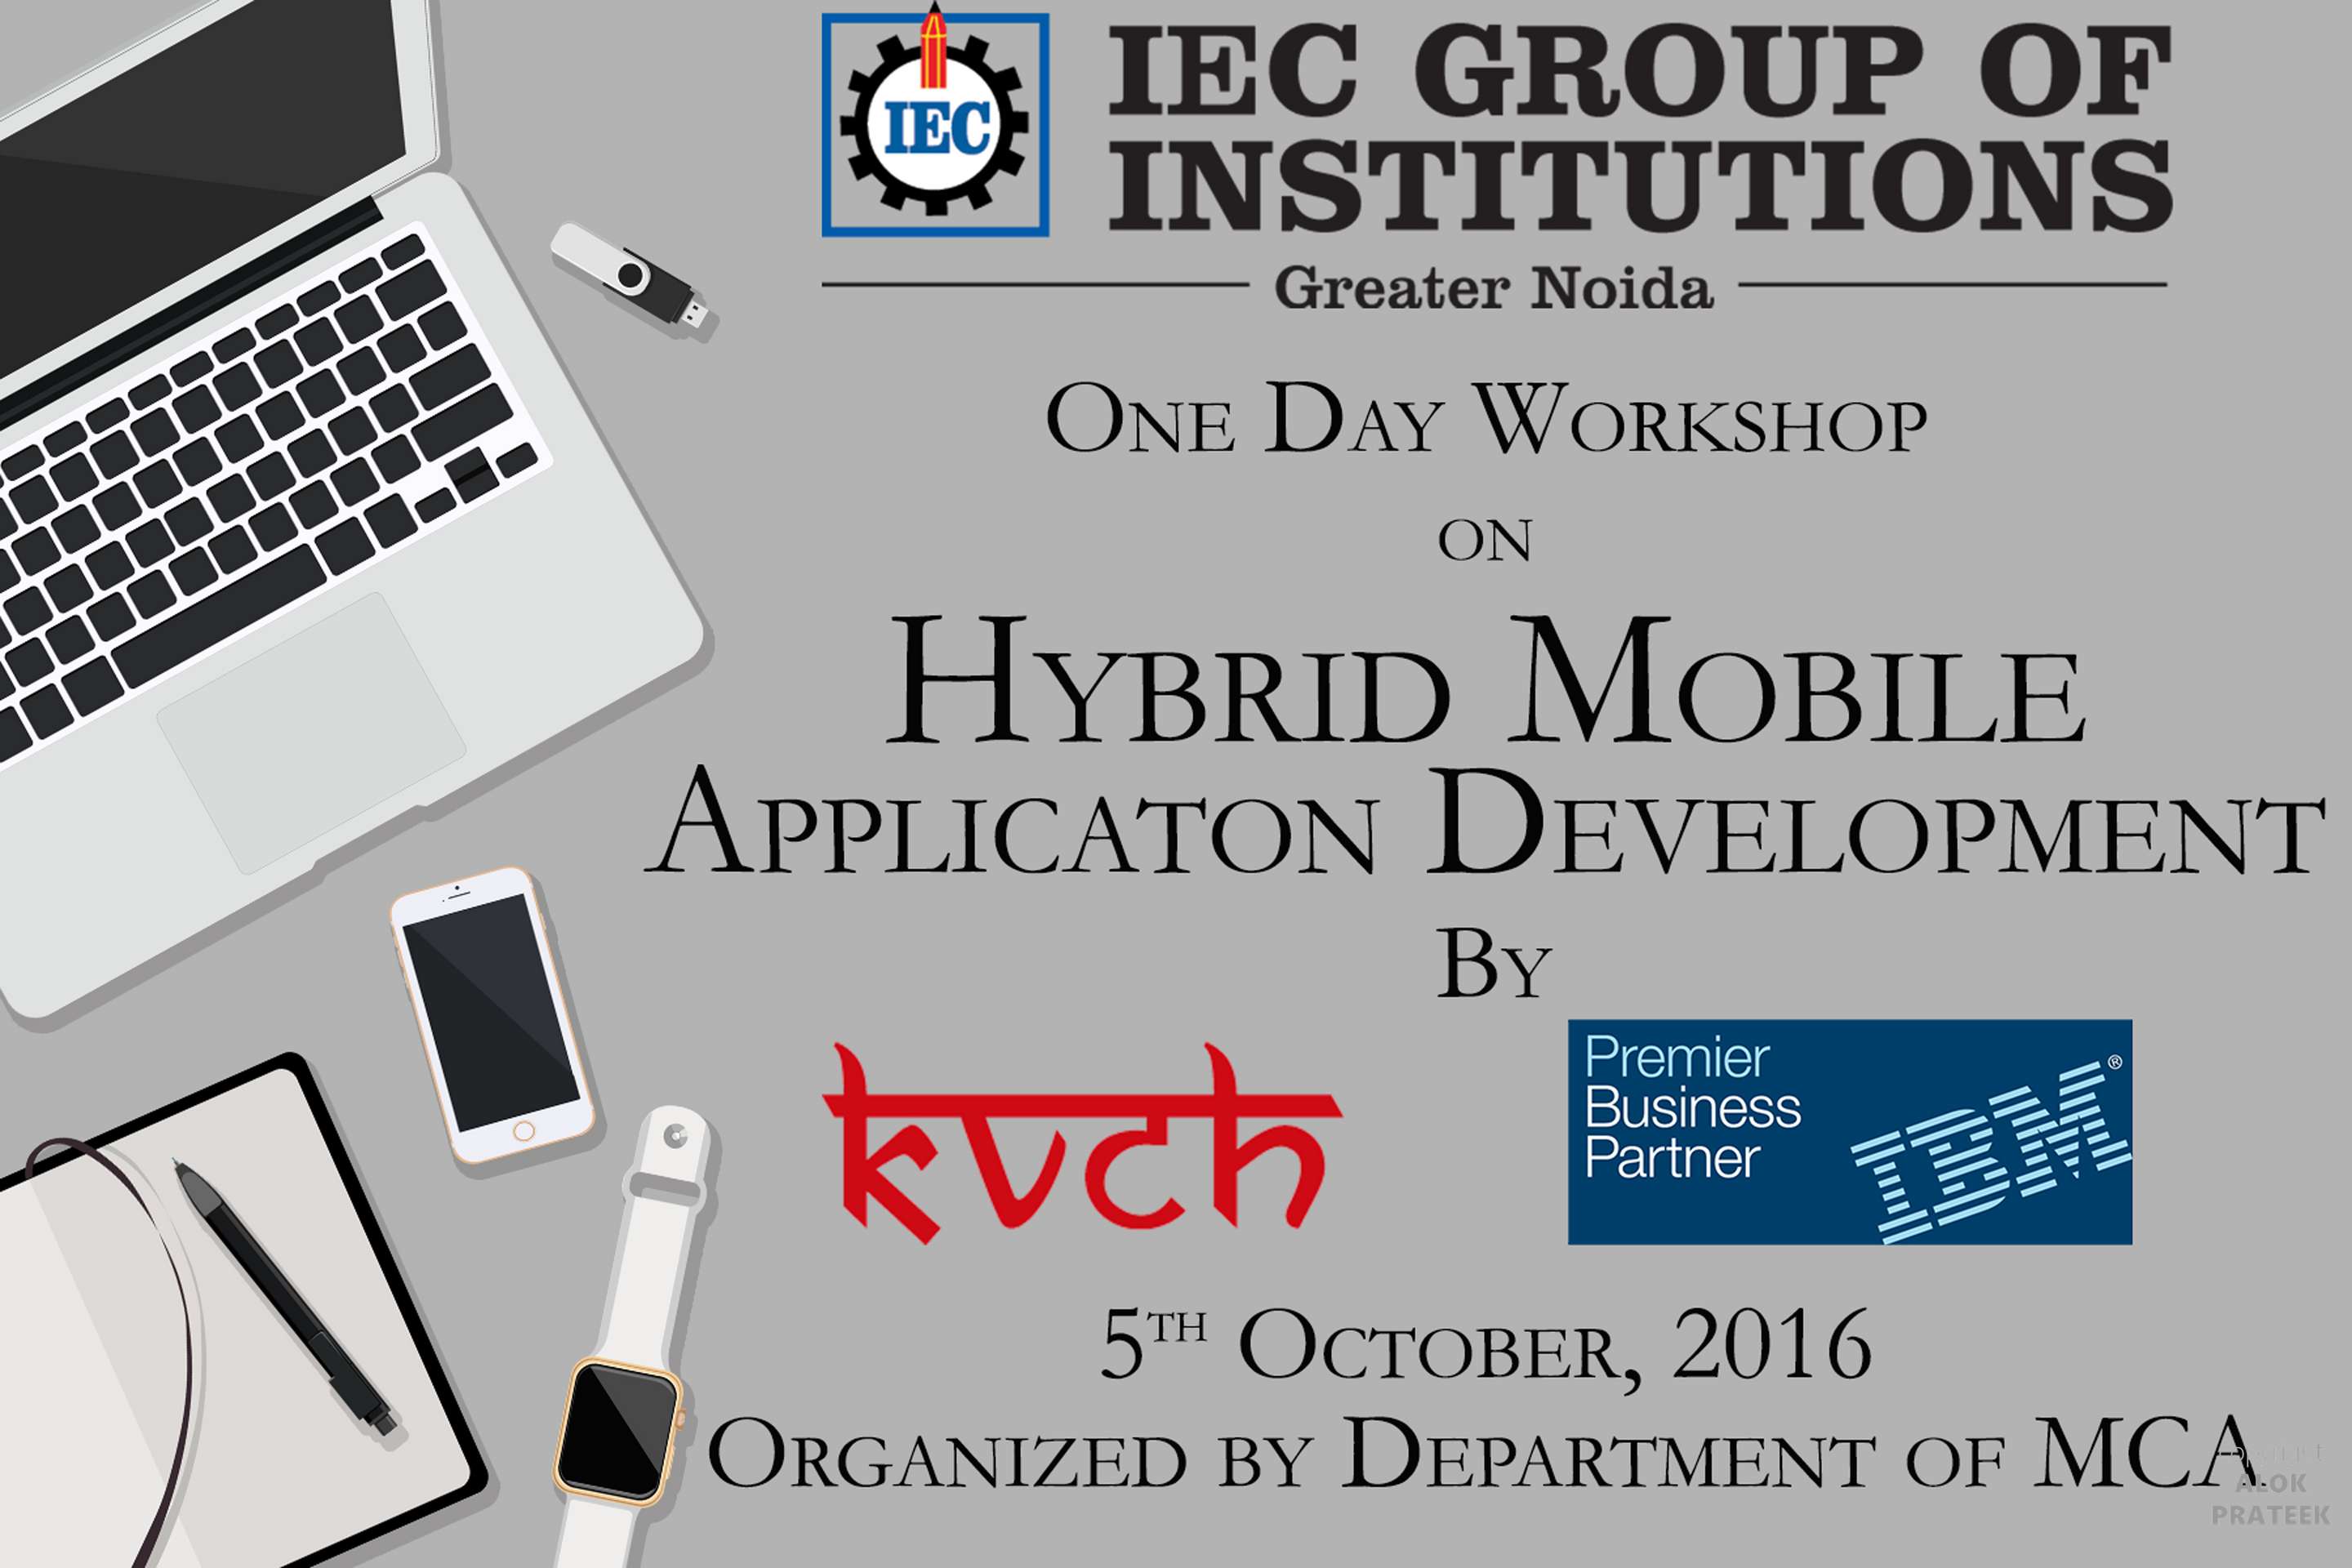 IEC
IEC GROUP OF
INSTITUTIONS
Greater Noida
ONE DAY WORKSHOP
ON
HYBRID MOBILE
APPLICATON DEVELOPMENT
BY
kvch
Premier
Business
Partner
IBM®
5TH OCTOBER, 2016
ORGANIZED BY DEPARTMENT OF MCA.
ALOK
PRATEEK